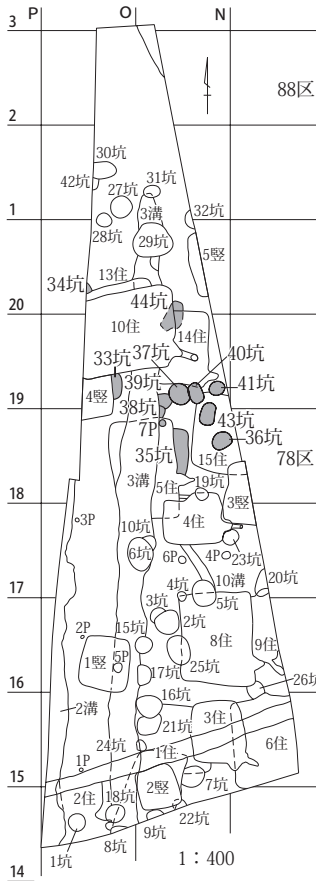 P O N
3
88区
2
30坑
42坑 27坑 31坑
1 3溝 32坑
28坑 29坑 5竪
34坑 13住
20 44坑
10住 14住
33坑 37坑 40坑
39坑 41坑
19 4竪 38坑 43坑
7P 36坑
35坑 15住 78区
3溝 5住 19坑
18 3竪
3P 10坑 4住
6坑 6P 4P 23坑
17 4坑 10溝 20坑
3坑 5坑
2P 15坑 2坑 8住 9住
1竪 5P 25坑
16 17坑 26坑
2溝 16坑
21坑 3住
24坑 1住 6住
15 1P
2住 18坑 2竪 7坑
22坑
1坑 8坑 9坑
14 1：400